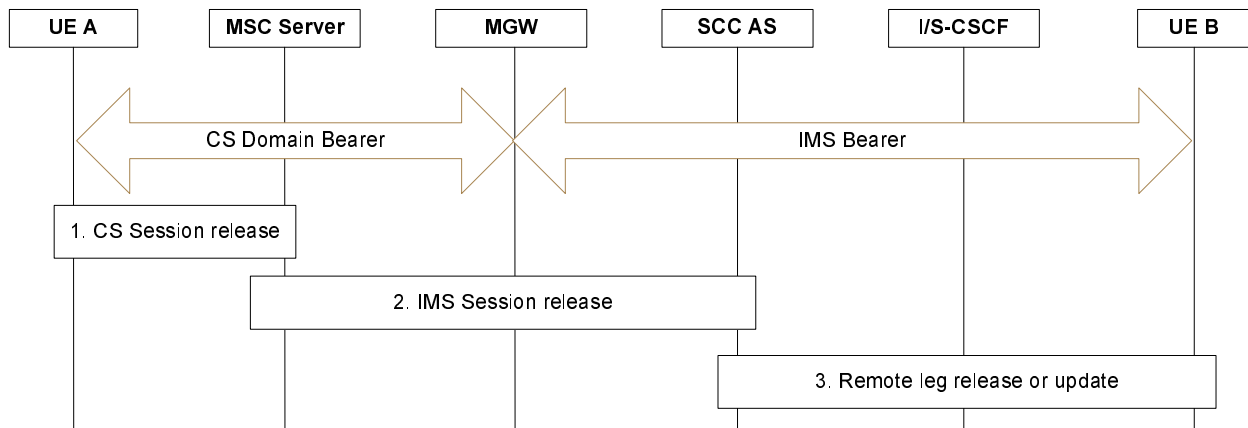 UE A
MSC Server
MGW
SCC AS
I/S-CSCF
UE B
CS Domain Bearer
IMS Bearer
1. CS Session release
2. IMS Session release
3. Remote leg release or update